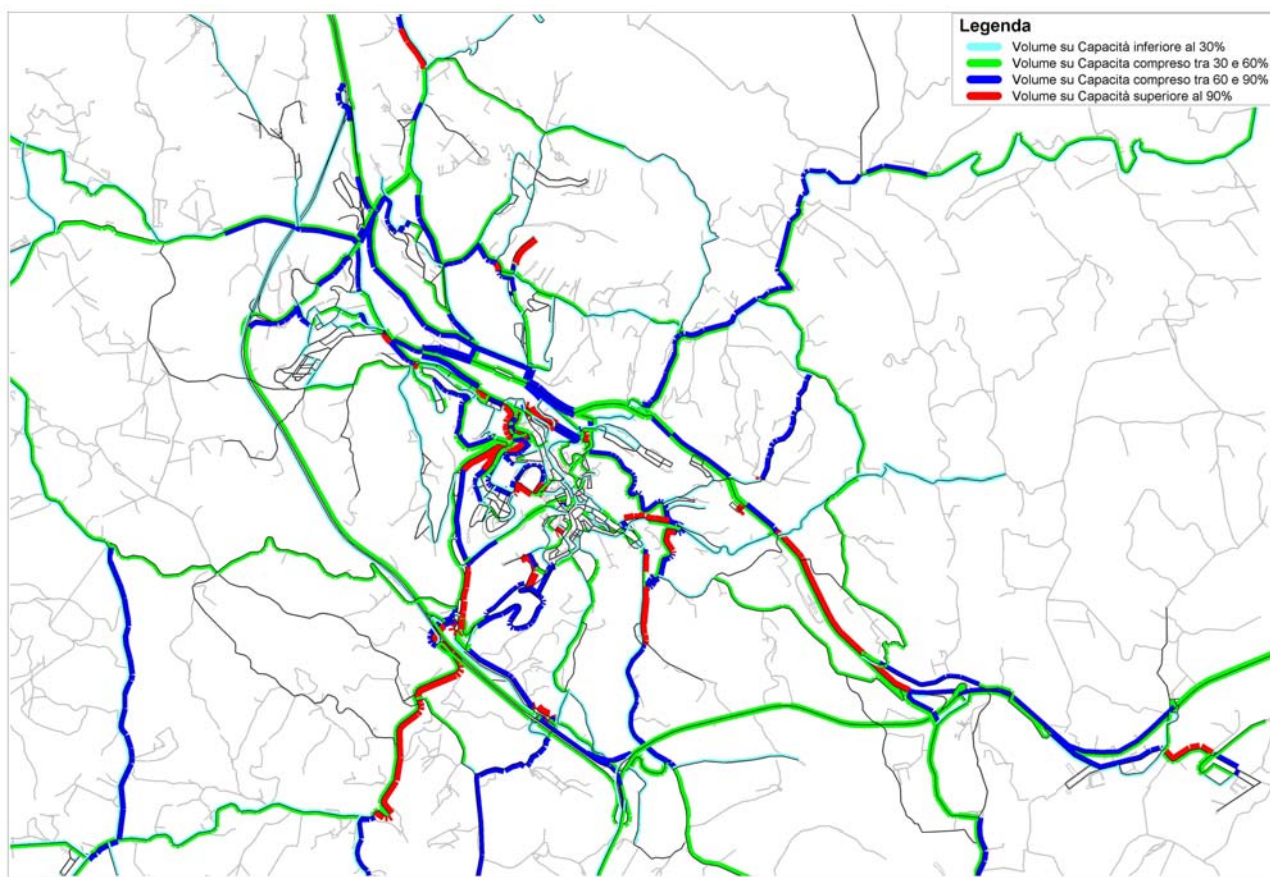 Legenda
Volume su Capacità inferiore al 30%
Volume su Capacita compreso tra 30 e 60%
Volume su Capacita compreso tra 60 e 90%
Volume su Capacità superiore al 90%